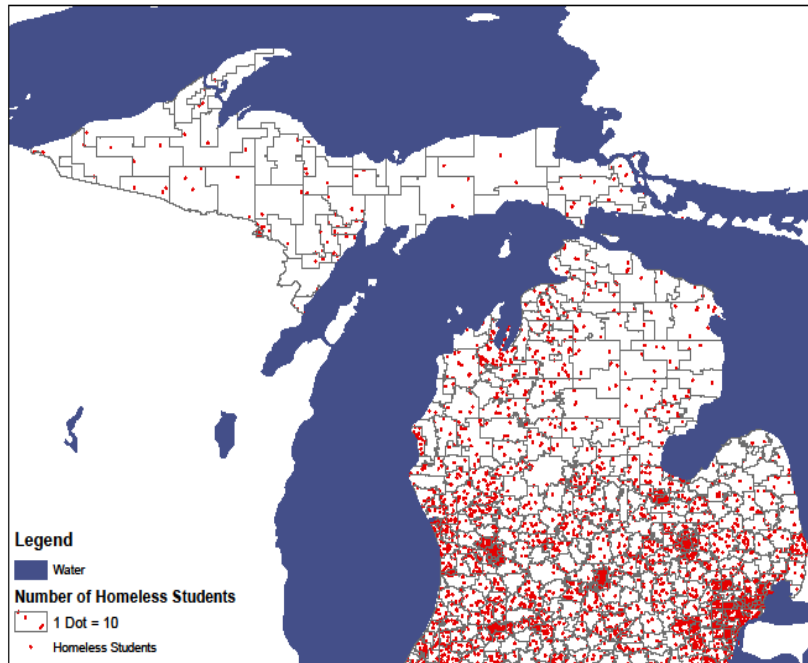 Legend
Water
Number of Homeless Students
1 Dot = 10
Homeless Students